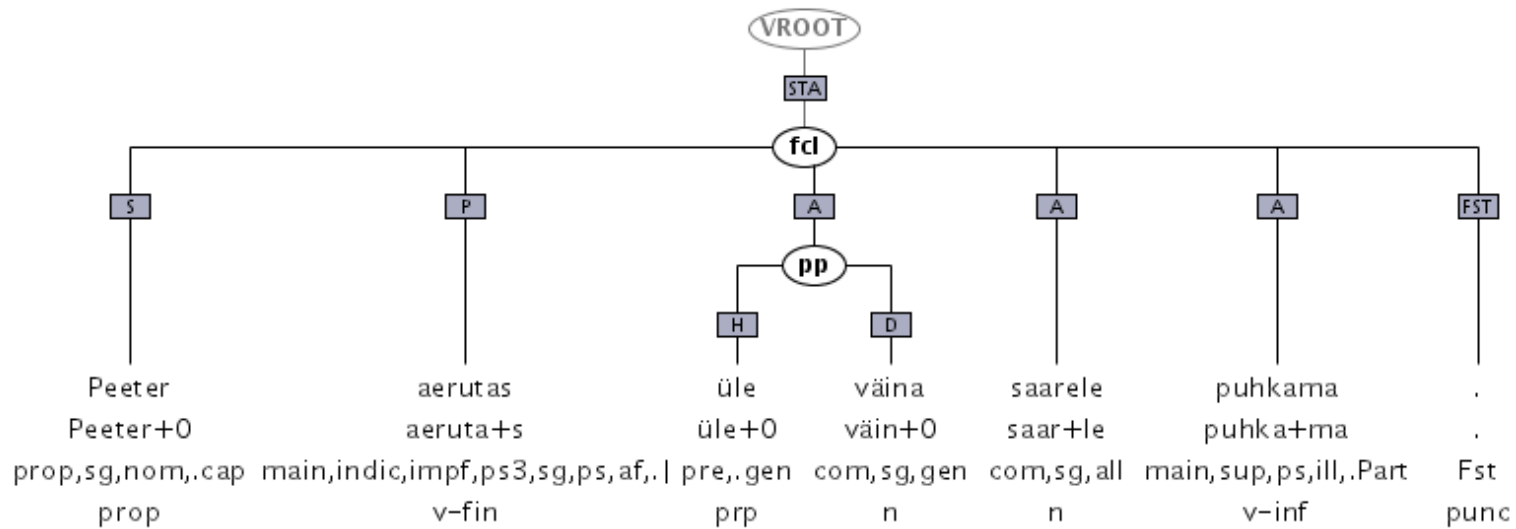 VROOT
STA
fcl
S P A A A FST
pp
H D
Peeter aerutas üle väina saarele puhkama .
Peeter+0 aeruta+s üle+0 väin+0 saar+le puhka+ma .
prop,sg,nom,.cap main,indic,impf,ps3,sg,ps,af,.| pre,.gen com,sg,gen com,sg,all main,sup,ps,ill,.Part Fst
prop v-fin prp n n v-inf punc